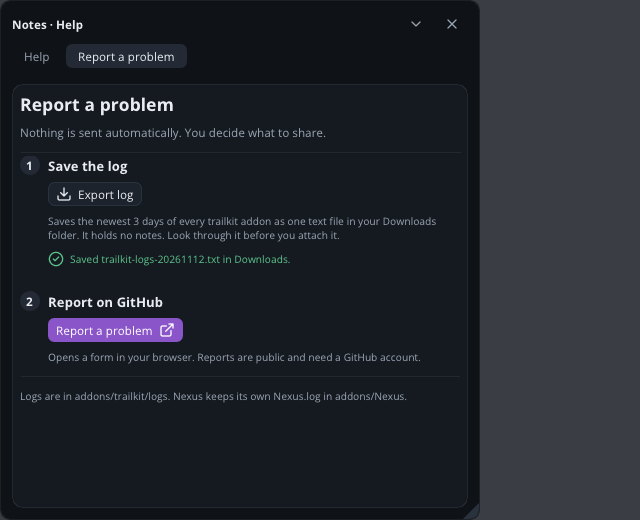 Notes · Help
Help
Report a problem
Report a problem
Nothing is sent automatically. You decide what to share.
1
Save the log
Export log
Saves the newest 3 days of every trailkit addon as one text file in your Downloads
folder. It holds no notes. Look through it before you attach it.
Saved trailkit-logs-20261112.txt in Downloads.
2
Report on GitHub
Report a problem
Opens a form in your browser. Reports are public and need a GitHub account.
Logs are in addons/trailkit/logs. Nexus keeps its own Nexus.log in addons/Nexus.